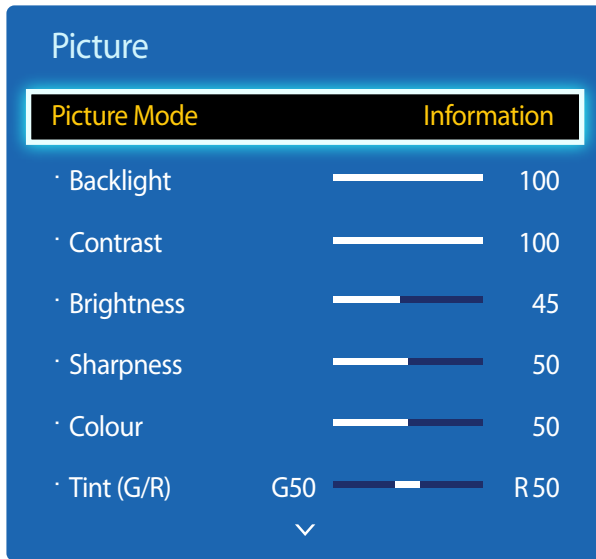 Picture
Picture Mode Information
· Backlight 100
· Contrast 100
· Brightness 45
· Sharpness 50
· Colour 50
· Tint (G/R) G50 R50